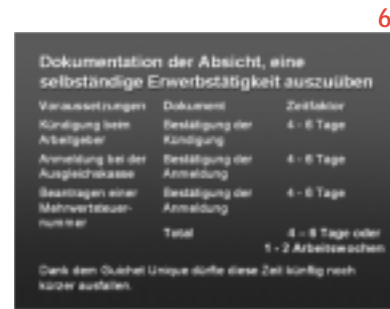 6
Dokumentation der Absicht, eine
selbständige Erwerbstätigkeit auszuüben
Voraussetzungen Dokument Zeitfaktor
Kündigung beim Bestätigung der 4 - 6 Tage
Arbeitgeber Kündigung
Anmeldung bei der Bestätigung der 4 - 6 Tage
Ausgleichskasse Anmeldung
Beantragen einer Bestätigung der 4 - 6 Tage
Mehrwertsteuer- Anmeldung
nummer
Total 4 - 8 Tage oder
1 - 2 Arbeitswochen
Dank dem Guichet Unique dürfte diese Zeit künftig noch
kürzer ausfallen.